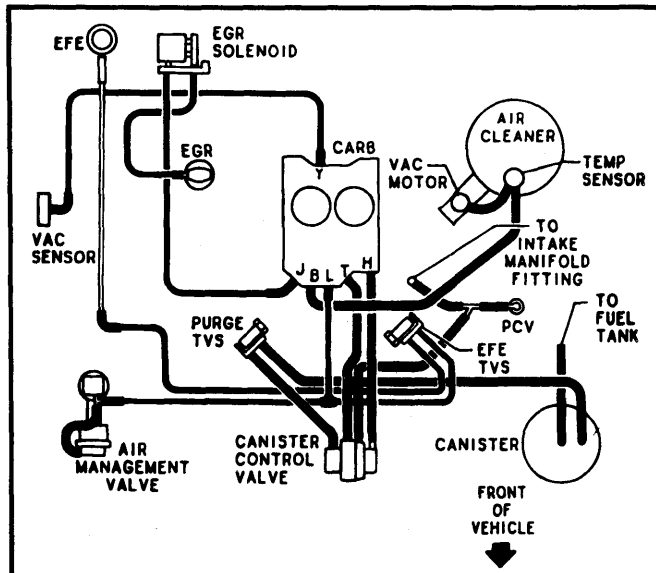 EFE
EGR
SOLENOID
AIR
CLEANER
CARB
EGR
Y
VAC
MOTOR
TEMP
SENSOR
VAC
SENSOR
TO
INTAKE
MANIFOLD
FITTING
J B L T H
PURGE
TVS
PCV
TO
FUEL
TANK
EFE
TVS
AIR
MANAGEMENT
VALVE
CANISTER
CONTROL
VALVE
CANISTER
FRONT
OF
VEHICLE